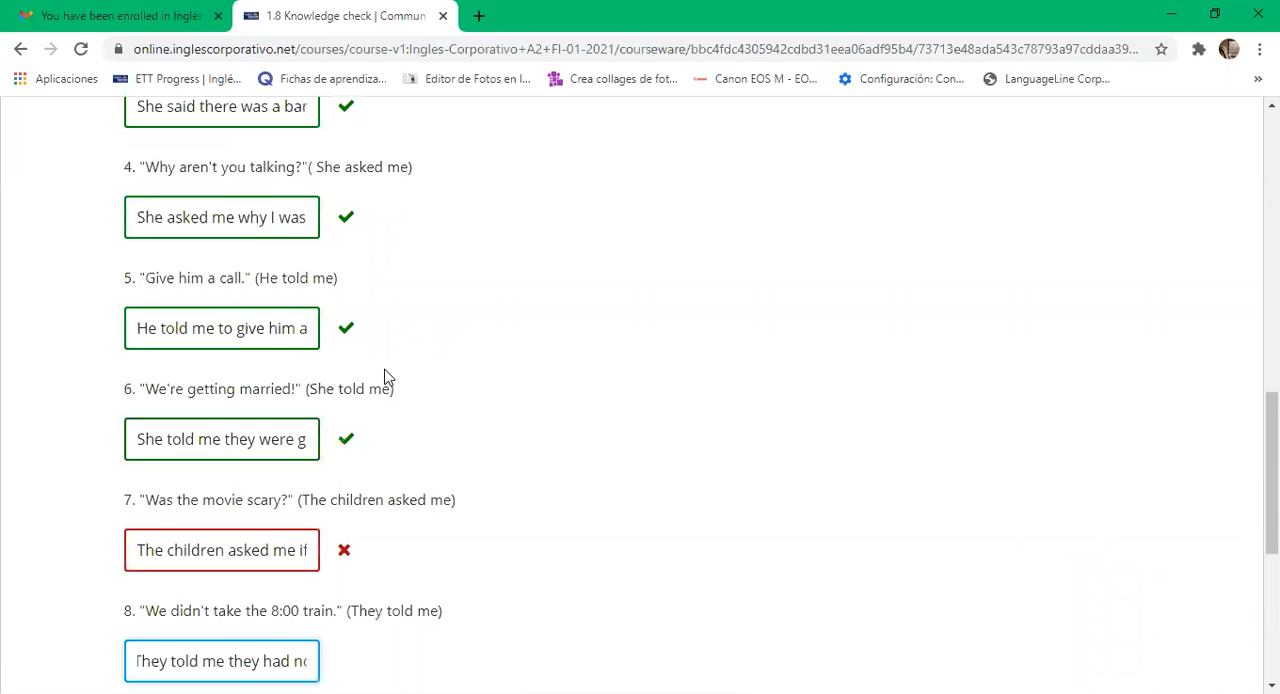 You have been enrolled in Inglés
1.8 Knowledge check | Commun
online.inglescorporativo.net/courses/course-v1:Ingles-Corporativo+A2+FI-01-2021/courseware/bbc4fdc4305942cdbd31eea06adf95b4/73713e48ada543c78793a97cddaa39...
Aplicaciones ETT Progress | Inglé... Fichas de aprendiza... Editor de Fotos en l... Crea collages de fot... Canon EOS M - EO... Configuración: Con... LanguageLine Corp... »
She said there was a bar
4. "Why aren't you talking?"( She asked me)
She asked me why I was
5. "Give him a call." (He told me)
He told me to give him a
6. "We're getting married!" (She told me)
She told me they were g
7. "Was the movie scary?" (The children asked me)
The children asked me if
8. "We didn't take the 8:00 train." (They told me)
They told me they had no